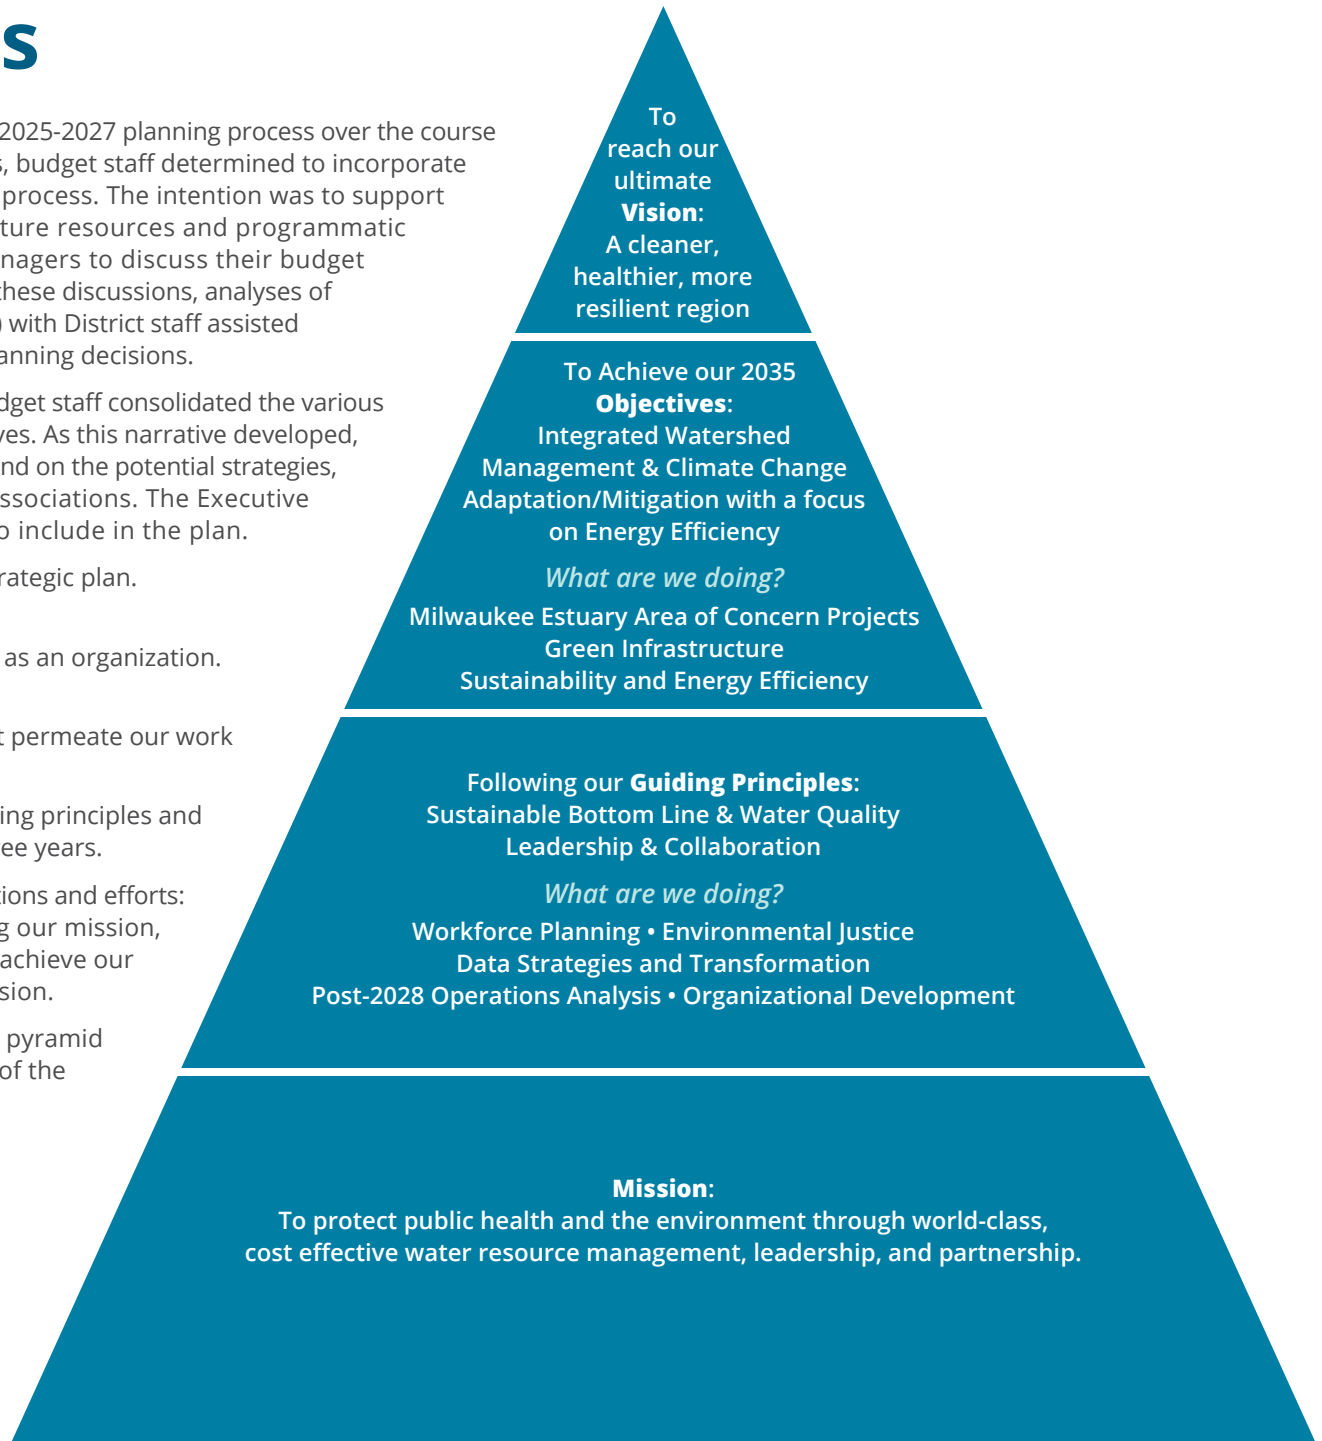 s
2025-2027 planning process over the course
s, budget staff determined to incorporate
process. The intention was to support
ture resources and programmatic
nagers to discuss their budget
these discussions, analyses of
) with District staff assisted
anning decisions.
dget staff consolidated the various
ves. As this narrative developed,
nd on the potential strategies,
ssociations. The Executive
o include in the plan.
rategic plan.
as an organization.
t permeate our work
ing principles and
ee years.
tions and efforts:
g our mission,
achieve our
sion.
pyramid
of the
To
reach our
ultimate
Vision:
A cleaner,
healthier, more
resilient region
To Achieve our 2035
Objectives:
Integrated Watershed
Management & Climate Change
Adaptation/Mitigation with a focus
on Energy Efficiency
What are we doing?
Milwaukee Estuary Area of Concern Projects
Green Infrastructure
Sustainability and Energy Efficiency
Following our Guiding Principles:
Sustainable Bottom Line & Water Quality
Leadership & Collaboration
What are we doing?
Workforce Planning • Environmental Justice
Data Strategies and Transformation
Post-2028 Operations Analysis • Organizational Development
Mission:
To protect public health and the environment through world-class,
cost effective water resource management, leadership, and partnership.